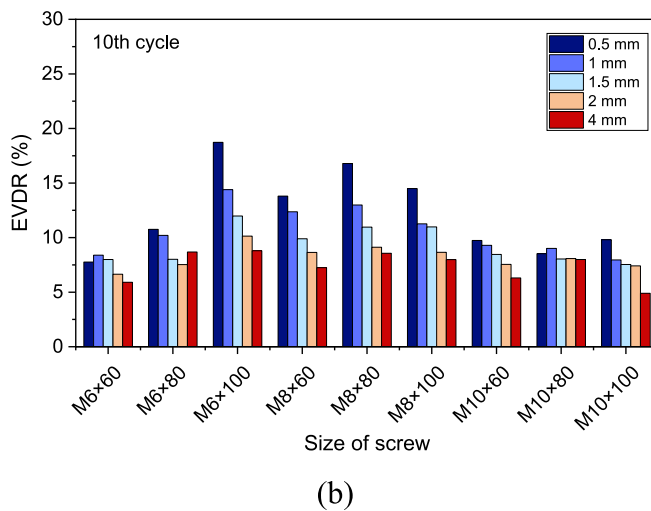 10th cycle
0.5 mm
1 mm
1.5 mm
2 mm
4 mm
EVDR (%)
30
25
20
15
10
5
0
M6×60
M6×80
M6×100
M8×60
M8×80
M8×100
M10×60
M10×80
M10×100
Size of screw
(b)